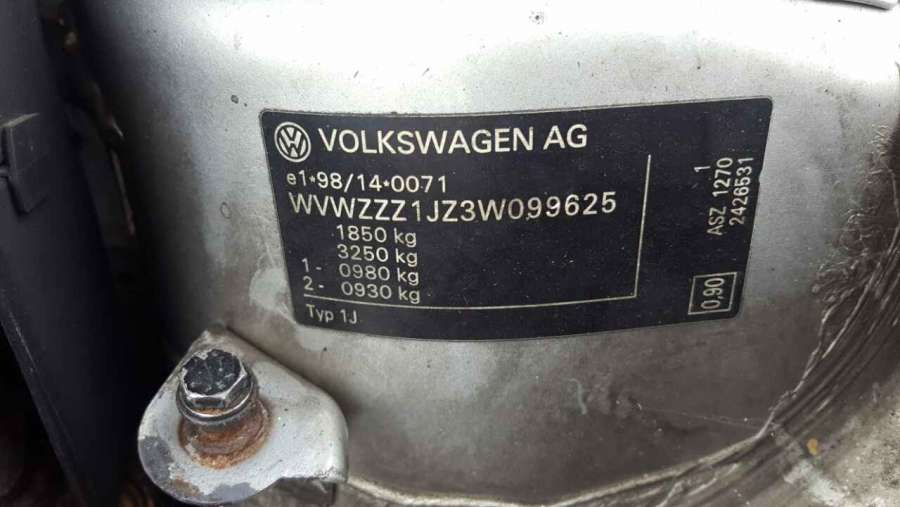 VOLKSWAGEN AG
e1*98/14*0071
WVWZZZ1JZ3W099625
1850 kg
3250 kg
1- 0980 kg
2- 0930 kg
Typ 1J
1
ASZ 1270
2426531
0,90